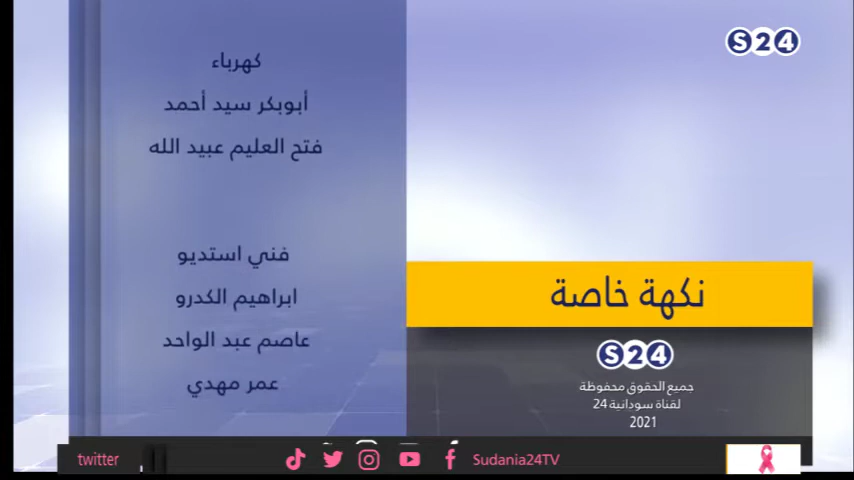 S24
كهرباء
أبوبكر سيد أحمد
فتح العليم عبيد الله
فني استديو
ابراهيم الكدرو
عاصم عبد الواحد
عمر مهدي
نكهة خاصة
S24
جميع الحقوق محفوظة
لقناة سودانية 24
2021
twitter
Sudania24TV